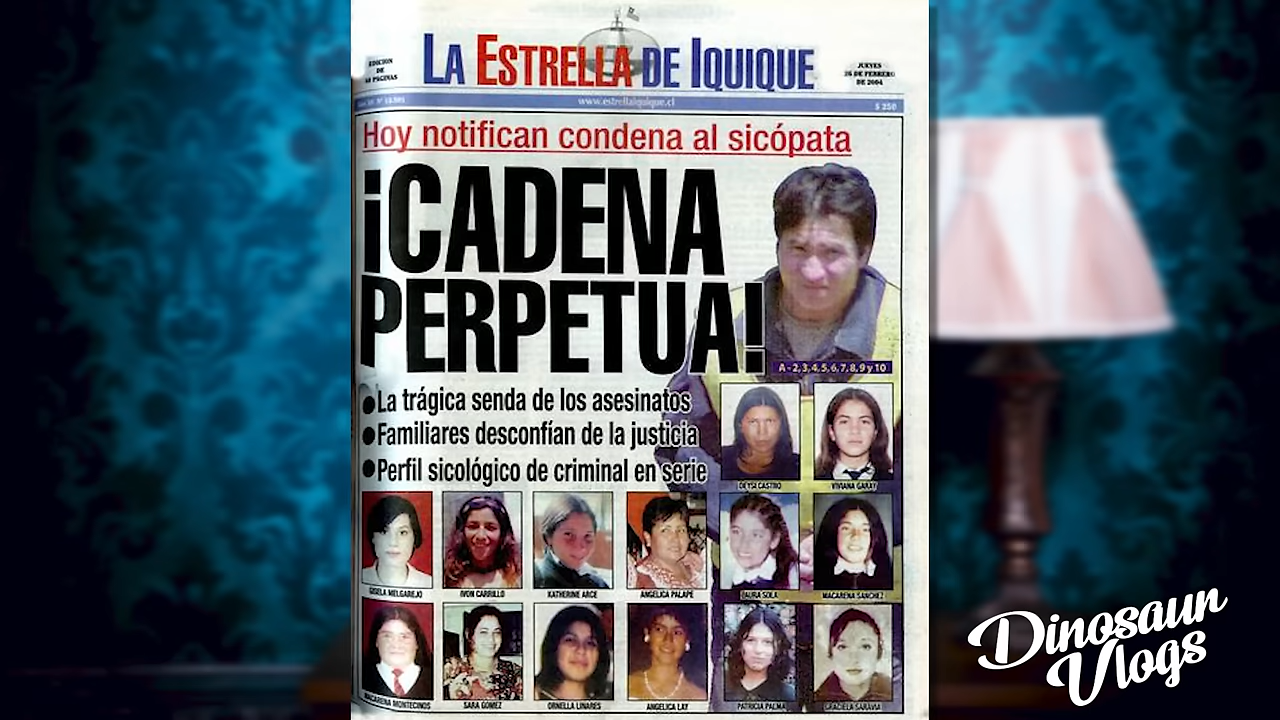 LA ESTRELLA DE IQUIQUE
EDICION
DE
PAGINAS
JUEVES
26 DE FEBRERO
DE 2004
www.estrellaiquique.cl
$ 250
Hoy notifican condena al sicópata
¡CADENA
PERPETUA!
A - 2, 3, 4, 5, 6, 7, 8, 9 y 10
●La trágica senda de los asesinatos
●Familiares desconfían de la justicia
●Perfil sicológico de criminal en serie
DEYSI CASTRO
VIVIANA GARAY
GISELA MELGAREJO
IVON CARRILLO
KATHERINE ARCE
ANGELICA PALAPE
LAURA SOLA
MACARENA SANCHEZ
MACARENA MONTECINOS
SARA GOMEZ
ORNELLA LINARES
ANGELICA LAY
PATRICIA PALMA
GRACIELA SARAVIA
Dinosaun
Vlogs